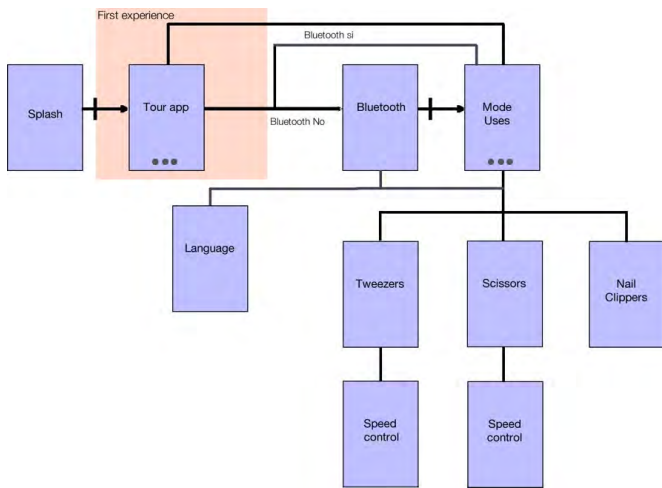 First experience
Bluetooth si
Splash
Tour app
Bluetooth
Mode
Uses
Bluetooth No
Language
Tweezers
Scissors
Nail
Clippers
Speed
control
Speed
control